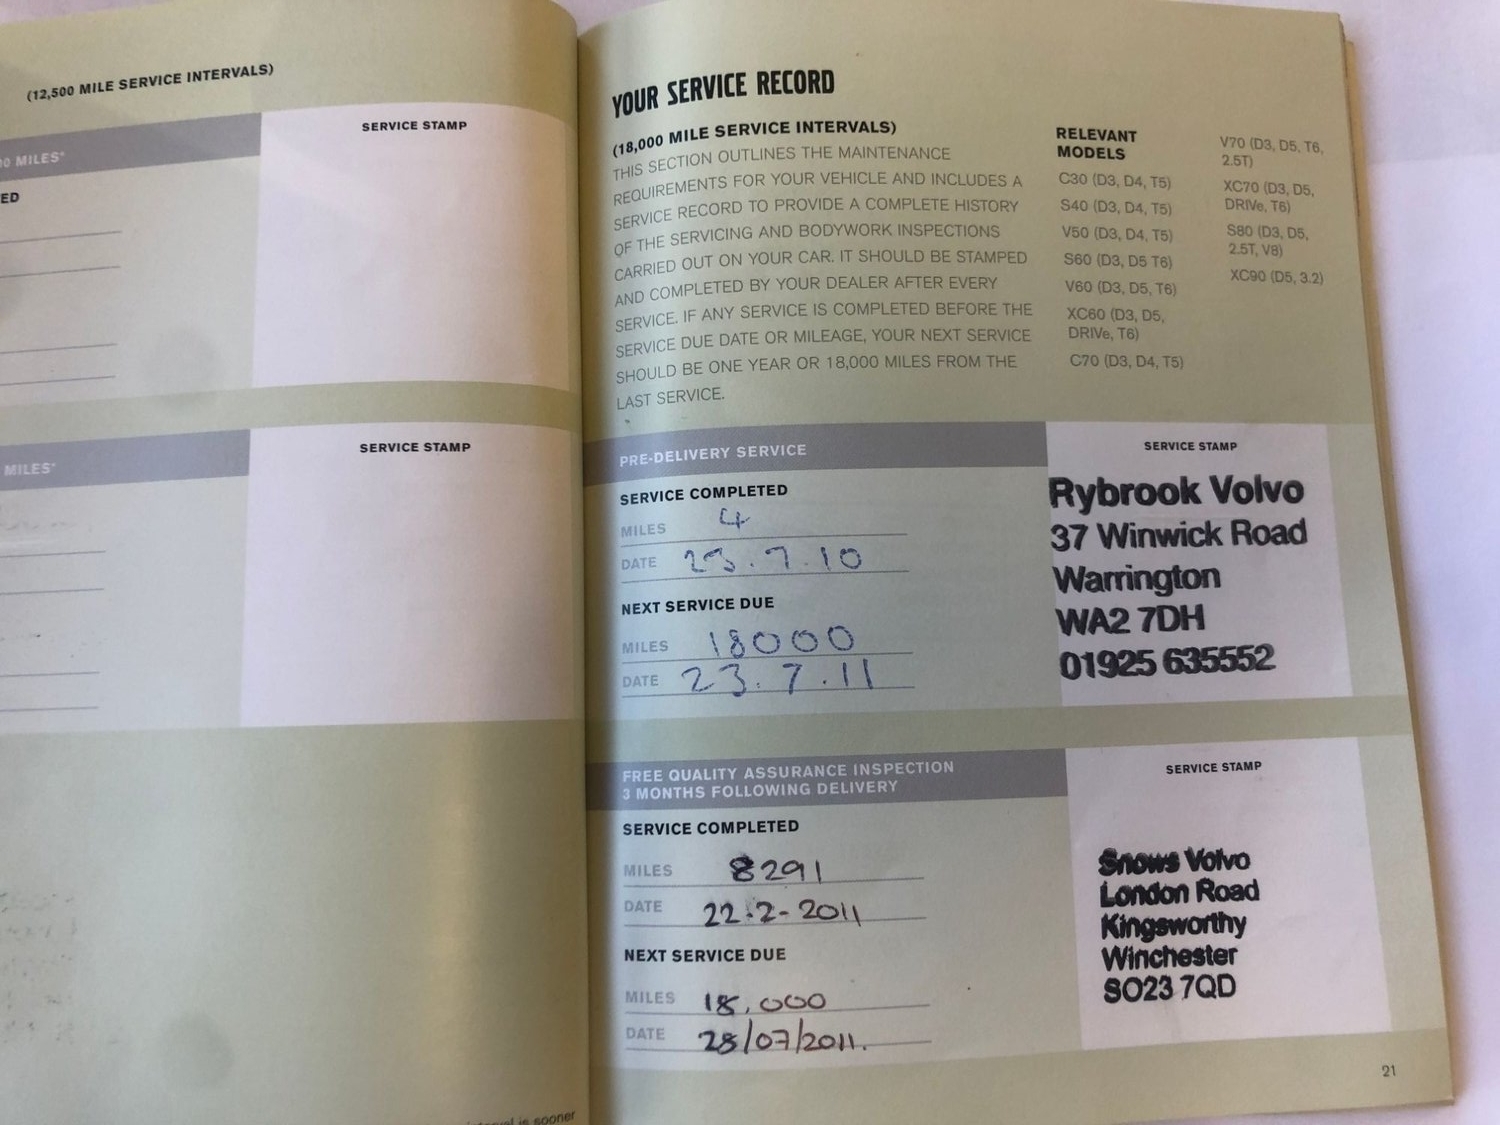 (12,500 MILE SERVICE INTERVALS)
00 MILES*
SERVICE STAMP
ED
MILES*
SERVICE STAMP
is sooner
YOUR SERVICE RECORD
(18,000 MILE SERVICE INTERVALS)
THIS SECTION OUTLINES THE MAINTENANCE
REQUIREMENTS FOR YOUR VEHICLE AND INCLUDES A
SERVICE RECORD TO PROVIDE A COMPLETE HISTORY
OF THE SERVICING AND BODYWORK INSPECTIONS
CARRIED OUT ON YOUR CAR. IT SHOULD BE STAMPED
AND COMPLETED BY YOUR DEALER AFTER EVERY
SERVICE. IF ANY SERVICE IS COMPLETED BEFORE THE
SERVICE DUE DATE OR MILEAGE, YOUR NEXT SERVICE
SHOULD BE ONE YEAR OR 18,000 MILES FROM THE
LAST SERVICE.
RELEVANT
MODELS
C30 (D3, D4, T5)
S40 (D3, D4, T5)
V50 (D3, D4, T5)
S60 (D3, D5 T6)
V60 (D3, D5, T6)
XC60 (D3, D5,
DRIVe, T6)
C70 (D3, D4, T5)
V70 (D3, D5, T6,
2.5T)
XC70 (D3, D5,
DRIVe, T6)
S80 (D3, D5,
2.5T, V8)
XC90 (D5, 3.2)
PRE-DELIVERY SERVICE
SERVICE COMPLETED
MILES 4
DATE 23.7.10
NEXT SERVICE DUE
MILES 18000
DATE 23.7.11
SERVICE STAMP
Rybrook Volvo
37 Winwick Road
Warrington
WA2 7DH
01925 635552
FREE QUALITY ASSURANCE INSPECTION
3 MONTHS FOLLOWING DELIVERY
SERVICE COMPLETED
MILES 8291
DATE 22.2-2011
NEXT SERVICE DUE
MILES 18,000
DATE 28/07/2011.
SERVICE STAMP
Snows Volvo
London Road
Kingsworthy
Winchester
SO23 7QD
21